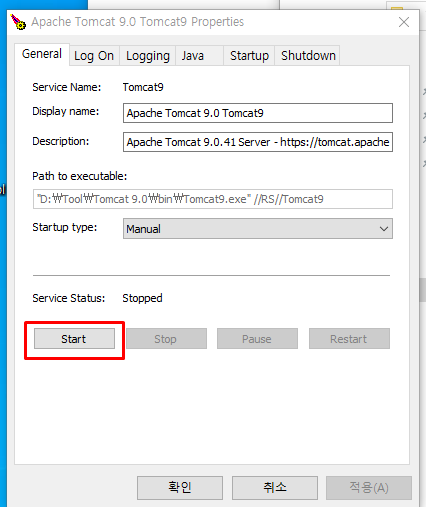 Apache Tomcat 9.0 Tomcat9 Properties
General Log On Logging Java Startup Shutdown
Service Name: Tomcat9
Display name: Apache Tomcat 9.0 Tomcat9
Description: Apache Tomcat 9.0.41 Server - https://tomcat.apache
Path to executable:
"D:₩Tool₩Tomcat 9.0₩bin₩Tomcat9.exe" //RS//Tomcat9
Startup type: Manual
Service Status: Stopped
Start Stop Pause Restart
확인 취소 적용(A)